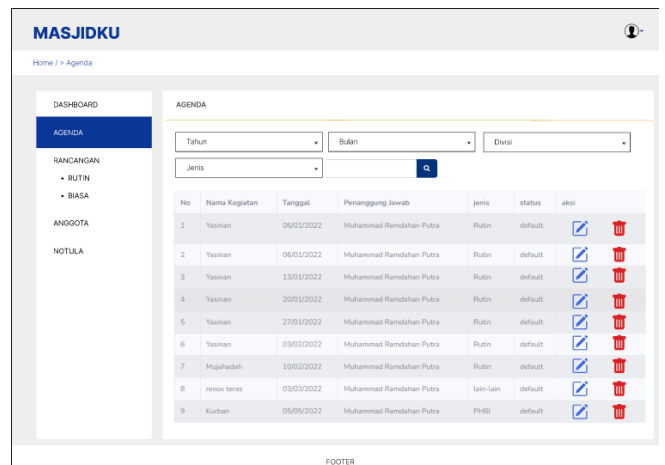 MASJIDKU
Home / > Agenda
DASHBOARD
AGENDA
RANCANGAN
• RUTIN
• BIASA
ANGGOTA
NOTULA
AGENDA
Tahun Bulan Divisi
Jenis
No Nama Kegiatan Tanggal Penanggung Jawab jenis status aksi
1 Yasinan 06/01/2022 Muhammad Ramdahan Putra Rutin default
2 Yasinan 06/01/2022 Muhammad Ramdahan Putra Rutin default
3 Yasinan 13/01/2022 Muhammad Ramdahan Putra Rutin default
4 Yasinan 20/01/2022 Muhammad Ramdahan Putra Rutin default
5 Yasinan 27/01/2022 Muhammad Ramdahan Putra Rutin default
6 Yasinan 03/02/2022 Muhammad Ramdahan Putra Rutin default
7 Mujahadah 10/02/2022 Muhammad Ramdahan Putra Rutin default
8 renov teras 03/03/2022 Muhammad Ramdahan Putra lain-lain default
9 Kurban 05/05/2022 Muhammad Ramdahan Putra PHBI default
FOOTER